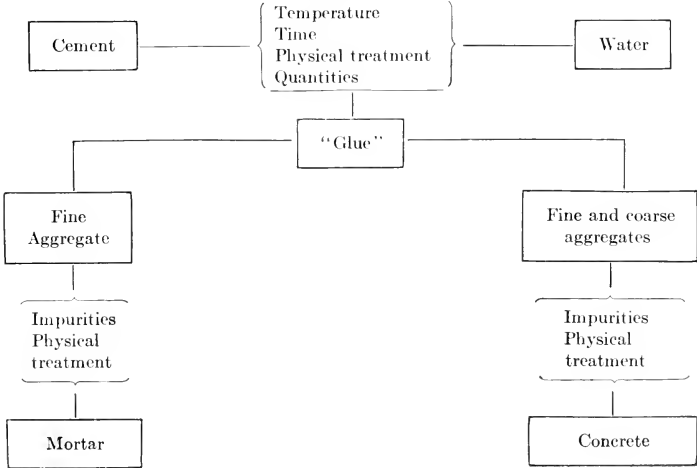 Cement
Temperature
Time
Physical treatment
Quantities
Water
“Glue”
Fine
Aggregate
Fine and coarse
aggregates
Impurities
Physical
treatment
Impurities
Physical
treatment
Mortar
Concrete